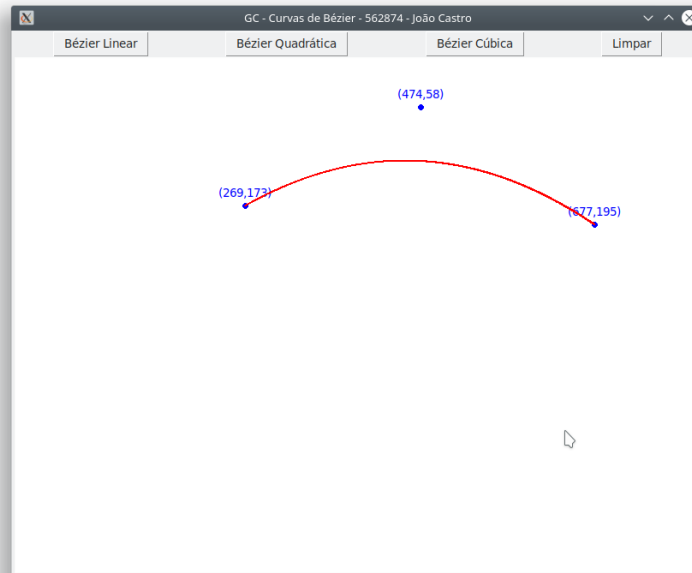 GC - Curvas de Bézier - 562874 - João Castro
Bézier Linear
Bézier Quadrática
Bézier Cúbica
Limpar
(474,58)
(269,173)
(677,195)